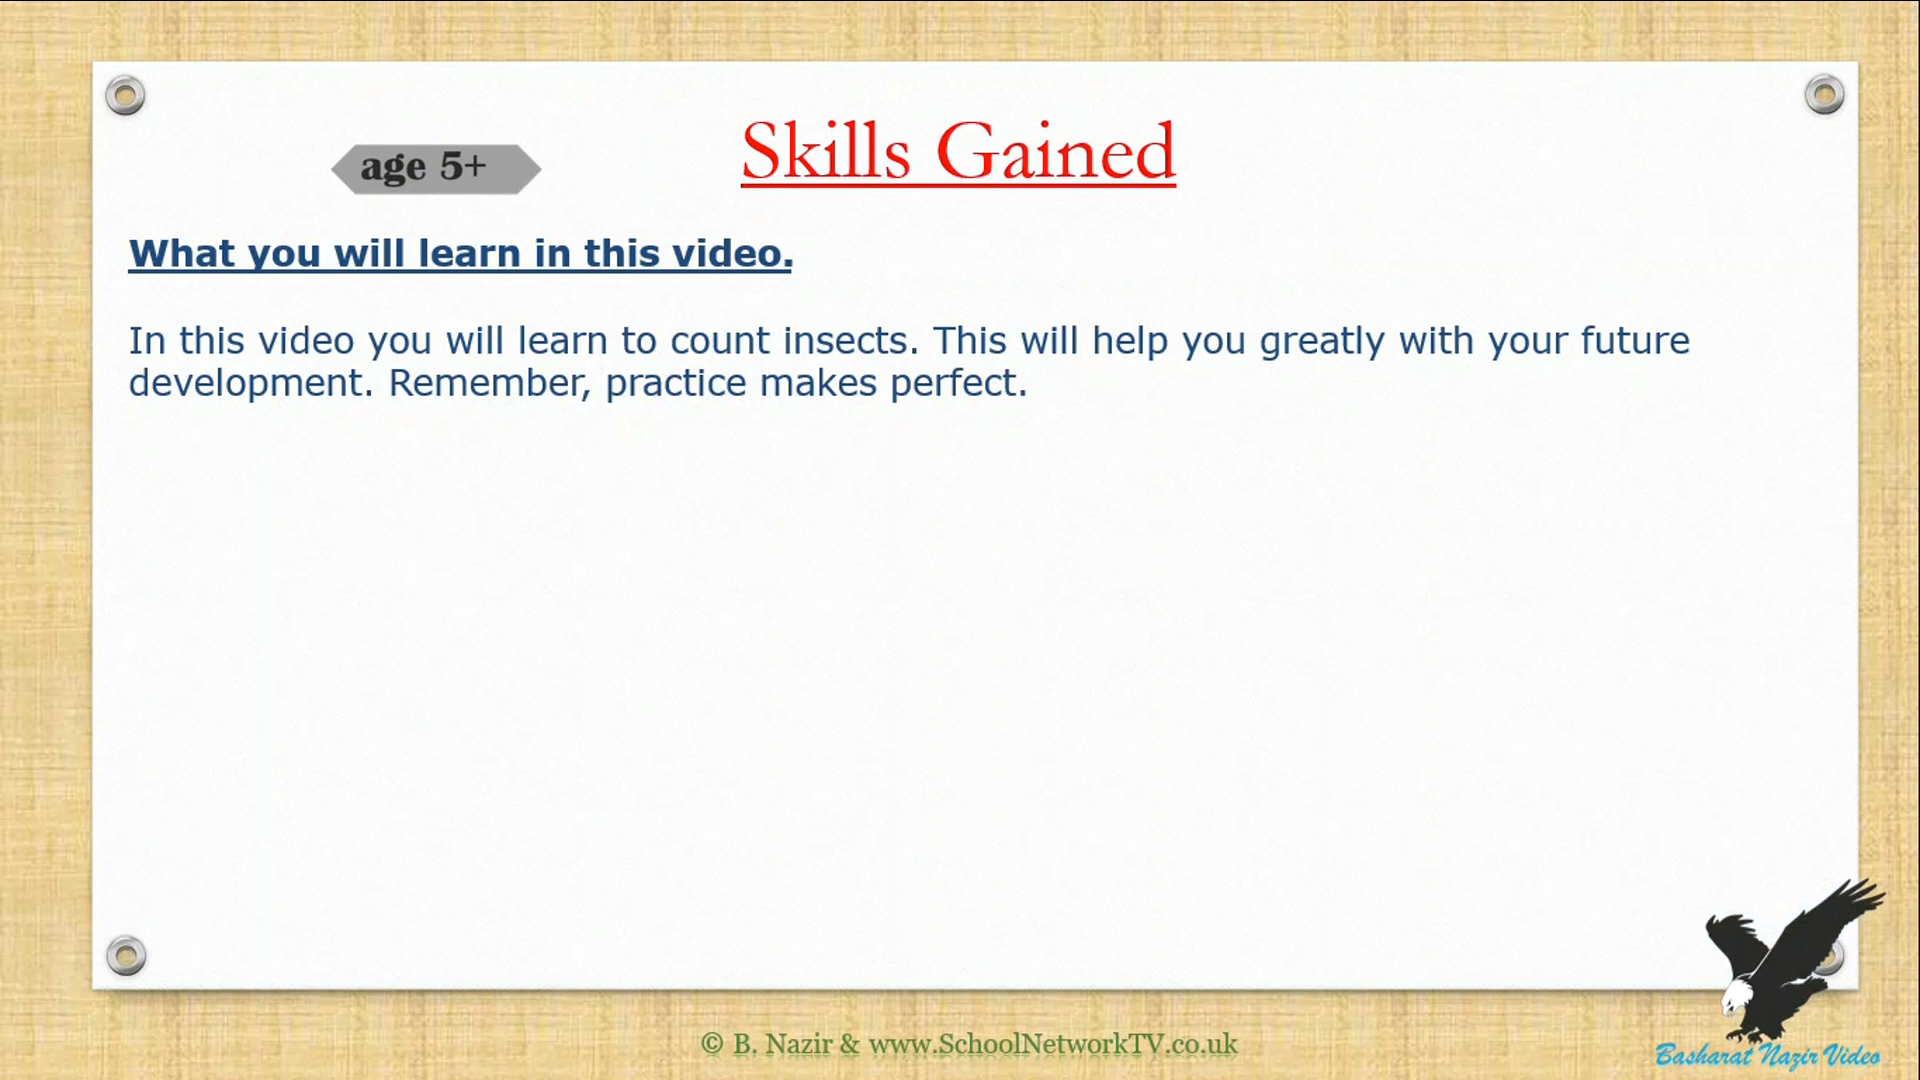 Skills Gained
age 5+
What you will learn in this video.
In this video you will learn to count insects. This will help you greatly with your future
development. Remember, practice makes perfect.
© B. Nazir & www.SchoolNetworkTV.co.uk
Basharat Nazir Video